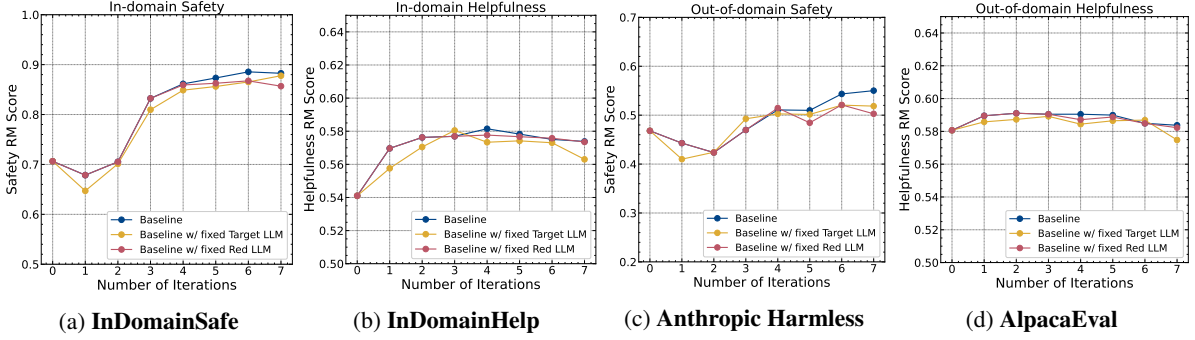 In-domain Safety
1.0
0.9
0.8
0.7
0.6
0.5
Safety RM Score
Baseline
Baseline w/ fixed Target LLM
Baseline w/ fixed Red LLM
0 1 2 3 4 5 6 7
Number of Iterations
(a) InDomainSafe
In-domain Helpfulness
0.64
0.62
0.60
0.58
0.56
0.54
0.52
0.50
Helpfulness RM Score
Baseline
Baseline w/ fixed Target LLM
Baseline w/ fixed Red LLM
0 1 2 3 4 5 6 7
Number of Iterations
(b) InDomainHelp
Out-of-domain Safety
0.7
0.6
0.5
0.4
0.3
0.2
Safety RM Score
Baseline
Baseline w/ fixed Target LLM
Baseline w/ fixed Red LLM
0 1 2 3 4 5 6 7
Number of Iterations
(c) Anthropic Harmless
Out-of-domain Helpfulness
0.64
0.62
0.60
0.58
0.56
0.54
0.52
0.50
Helpfulness RM Score
Baseline
Baseline w/ fixed Target LLM
Baseline w/ fixed Red LLM
0 1 2 3 4 5 6 7
Number of Iterations
(d) AlpacaEval